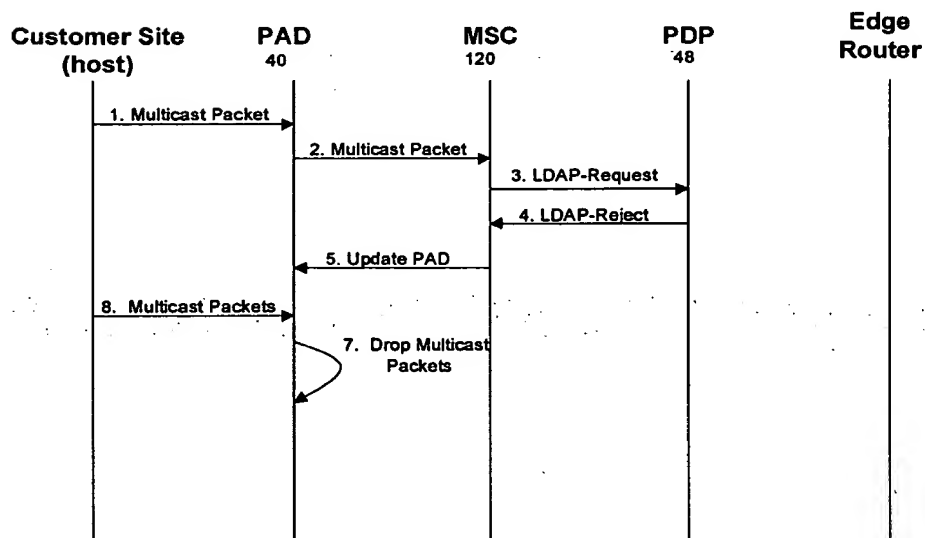 Customer Site
(host)
PAD
40
MSC
120
PDP
48
Edge
Router
1. Multicast Packet
2. Multicast Packet
3. LDAP-Request
4. LDAP-Reject
5. Update PAD
8. Multicast Packets
7. Drop Multicast
Packets